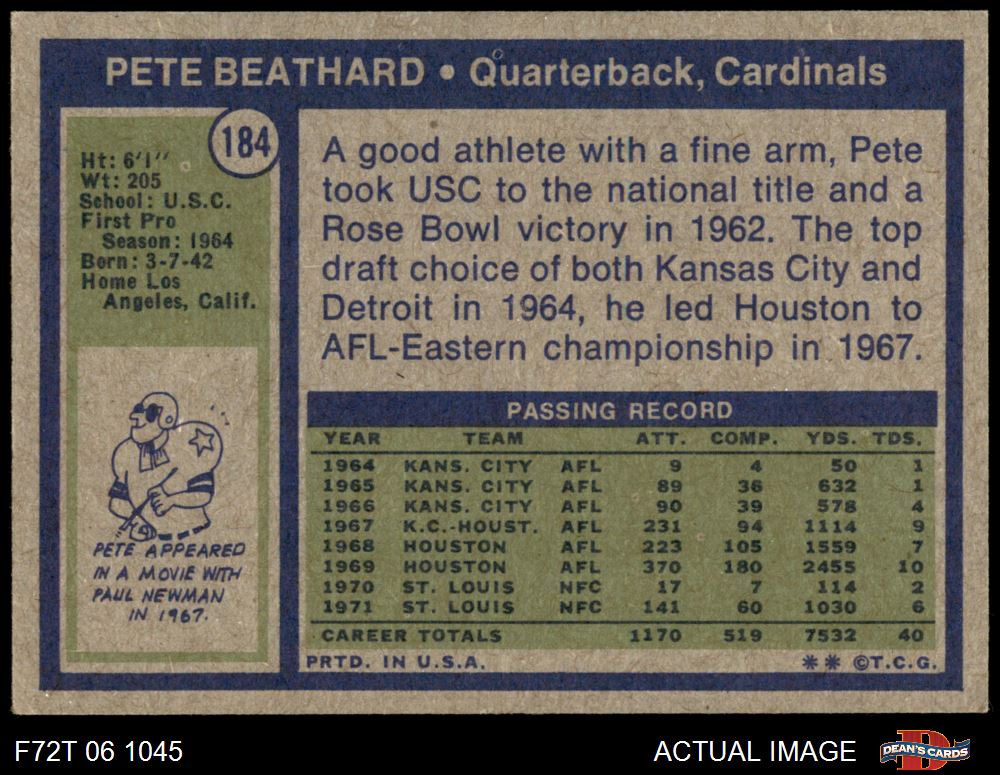 PETE BEATHARD • Quarterback, Cardinals
184
Ht: 6'1''
Wt: 205
School: U.S.C.
First Pro
Season: 1964
Born: 3-7-42
Home Los
Angeles, Calif.
PETE APPEARED
IN A MOVIE WITH
PAUL NEWMAN
IN 1967.
A good athlete with a fine arm, Pete
took USC to the national title and a
Rose Bowl victory in 1962. The top
draft choice of both Kansas City and
Detroit in 1964, he led Houston to
AFL-Eastern championship in 1967.
PASSING RECORD
YEAR TEAM ATT. COMP. YDS. TDS.
1964 KANS. CITY AFL 9 4 50 1
1965 KANS. CITY AFL 89 36 632 1
1966 KANS. CITY AFL 90 39 578 4
1967 K.C.-HOUST. AFL 231 94 1114 9
1968 HOUSTON AFL 223 105 1559 7
1969 HOUSTON AFL 370 180 2455 10
1970 ST. LOUIS NFC 17 7 114 2
1971 ST. LOUIS NFC 141 60 1030 6
CAREER TOTALS 1170 519 7532 40
PRTD. IN U.S.A. ** ©T.C.G.
F72T 06 1045 ACTUAL IMAGE D DEAN'S CARDS